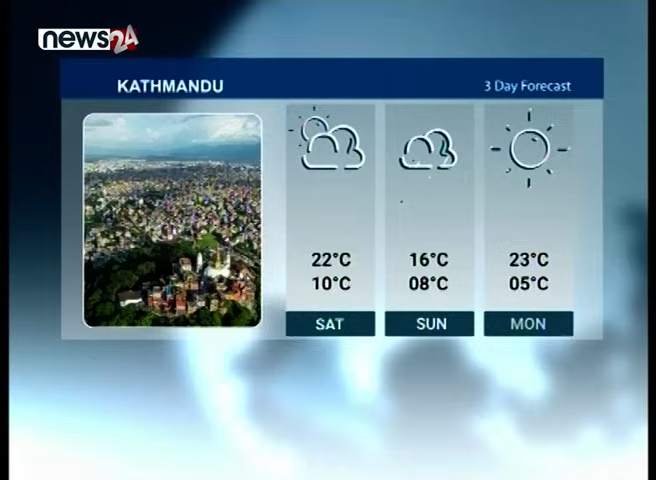 news24
KATHMANDU
3 Day Forecast
22°C
10°C
SAT
16°C
08°C
SUN
23°C
05°C
MON